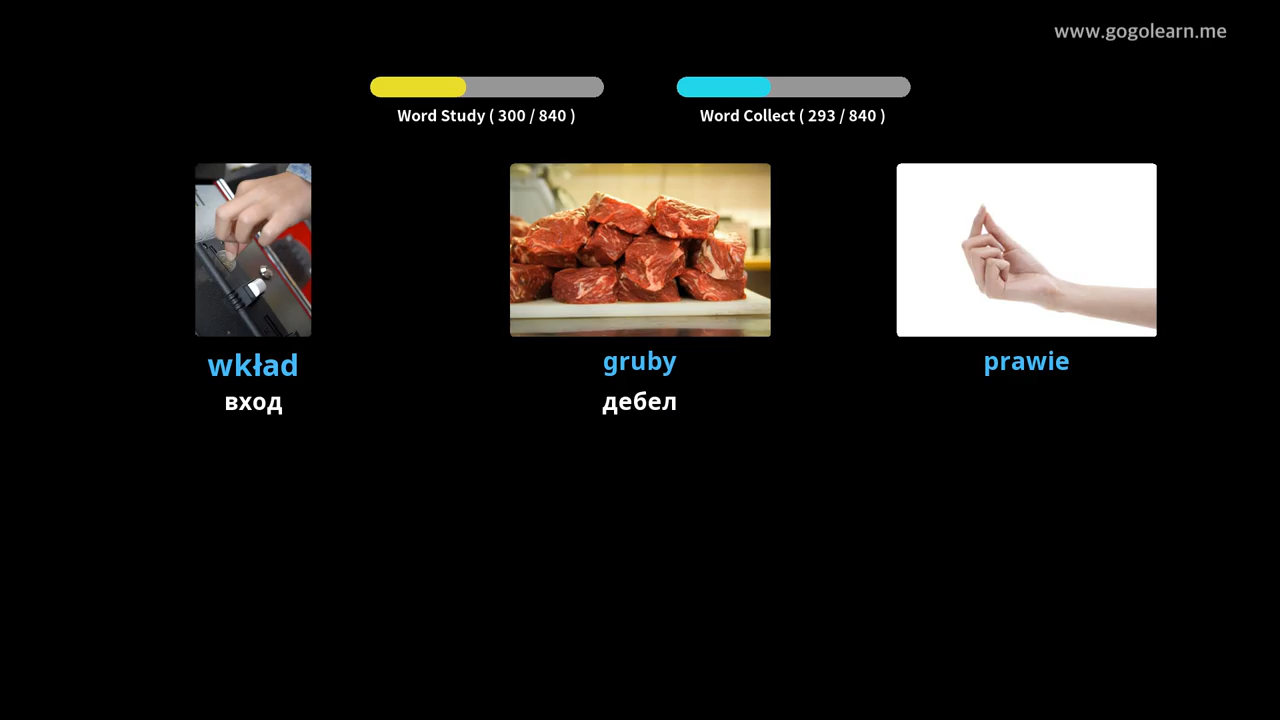 www.gogolearn.me
Word Study ( 300 / 840 )
Word Collect ( 293 / 840 )
wkład
gruby
prawie
вход
дебел